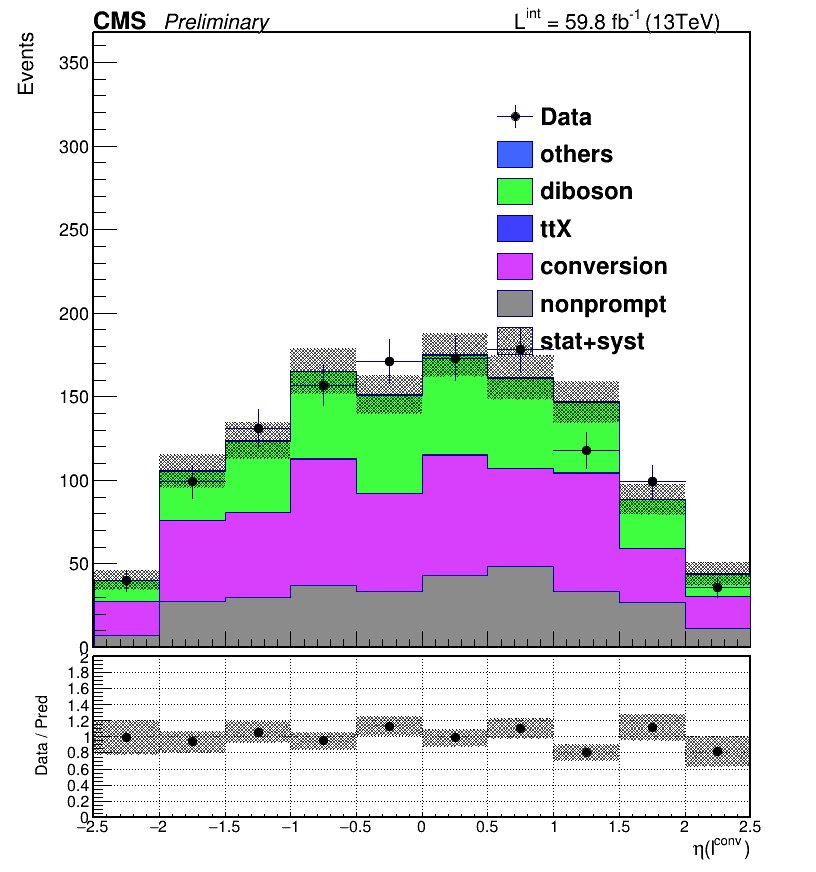 CMS Preliminary L^int = 59.8 fb^-1 (13TeV)
Events
350
300
250
200
150
100
50
0
Data
others
diboson
ttX
conversion
nonprompt
stat+syst
Data / Pred
2
1.8
1.6
1.4
1.2
1
0.8
0.6
0.4
0.2
0
−2.5 −2 −1.5 −1 −0.5 0 0.5 1 1.5 2 2.5
η(l^conv)